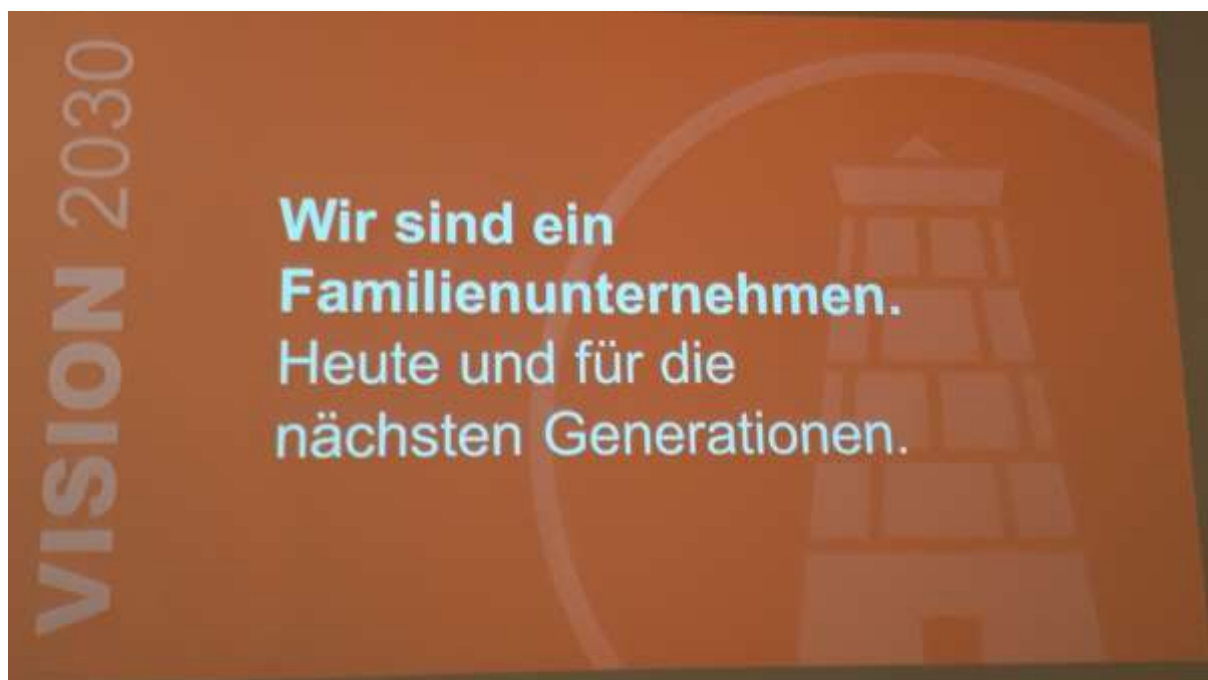 VISION 2030
Wir sind ein
Familienunternehmen.
Heute und für die
nächsten Generationen.